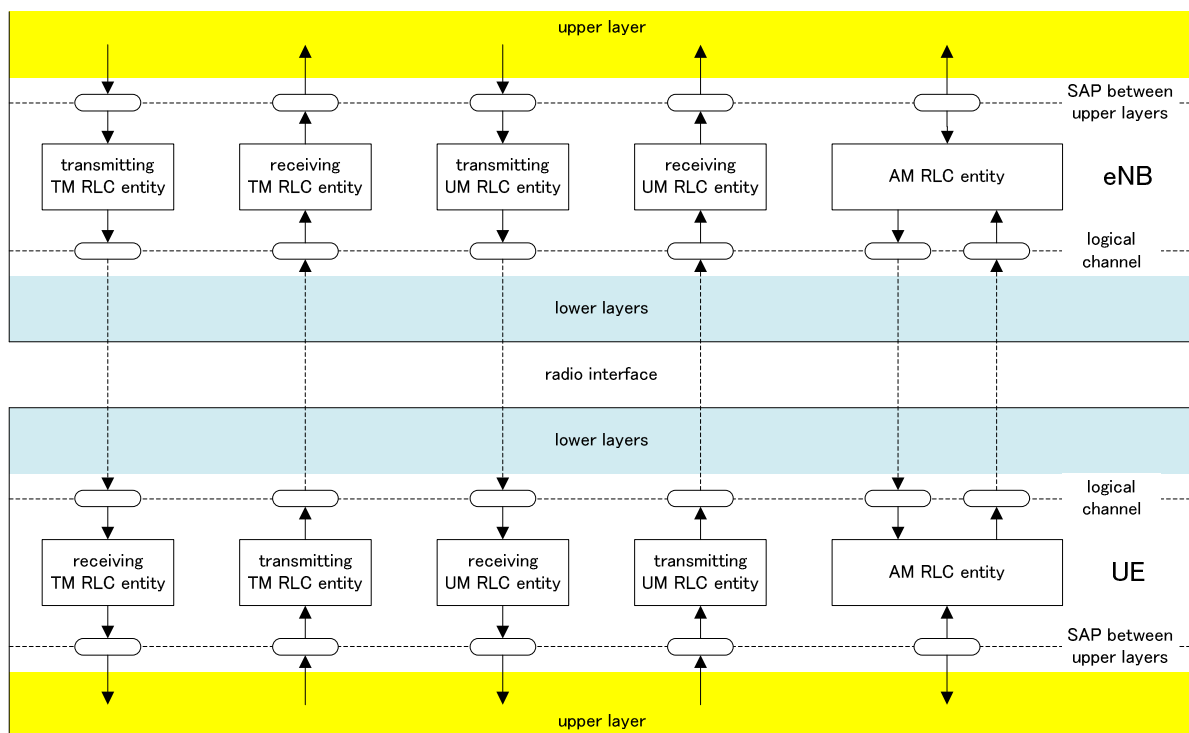 upper layer
SAP between
upper layers
transmitting
TM RLC entity
receiving
TM RLC entity
transmitting
UM RLC entity
receiving
UM RLC entity
AM RLC entity
eNB
logical
channel
lower layers
radio interface
lower layers
logical
channel
receiving
TM RLC entity
transmitting
TM RLC entity
receiving
UM RLC entity
transmitting
UM RLC entity
AM RLC entity
UE
SAP between
upper layers
upper layer